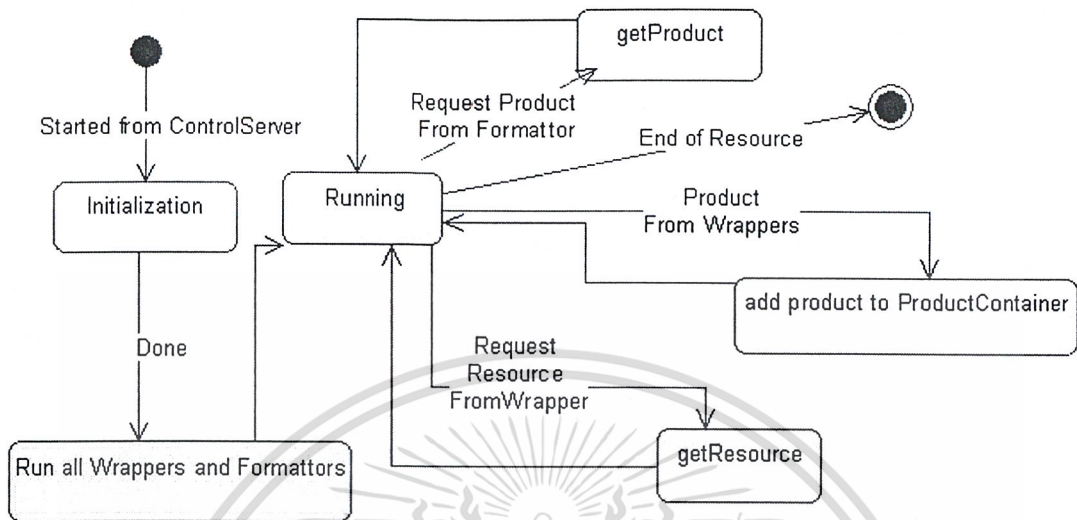 getProduct
Request Product
From Formattor
Started from ControlServer
End of Resource
Initialization
Running
Product
From Wrappers
add product to ProductContainer
Done
Request
Resource
FromWrapper
Run all Wrappers and Formattors
getResource